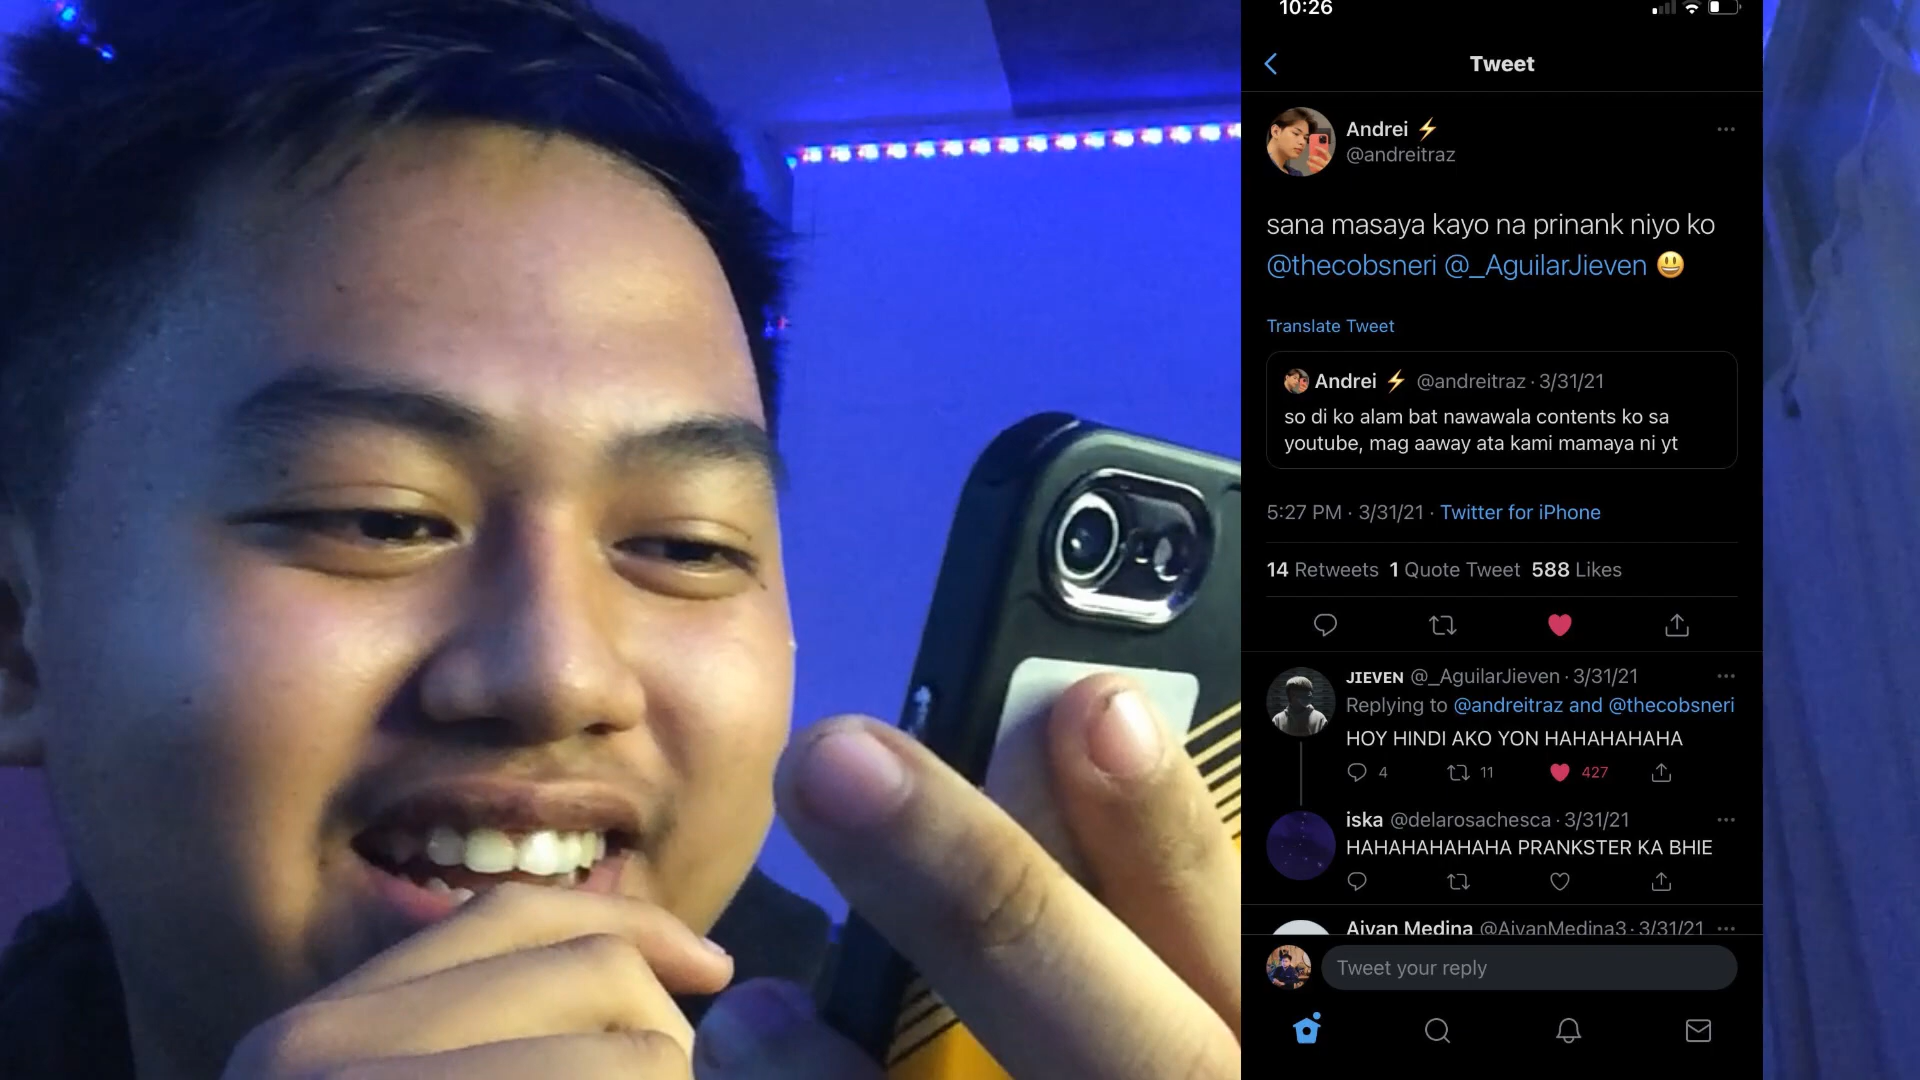 10:26
Tweet
Andrei ⚡
@andreitraz
sana masaya kayo na prinank niyo ko
@thecobsneri @_AguilarJieven 😃
Translate Tweet
Andrei ⚡ @andreitraz · 3/31/21
so di ko alam bat nawawala contents ko sa
youtube, mag aaway ata kami mamaya ni yt
5:27 PM · 3/31/21 · Twitter for iPhone
14 Retweets 1 Quote Tweet 588 Likes
JIEVEN @_AguilarJieven · 3/31/21
Replying to @andreitraz and @thecobsneri
HOY HINDI AKO YON HAHAHAHAHA
4 11 427
iska @delarosachesca · 3/31/21
HAHAHAHAHAHA PRANKSTER KA BHIE
Aivan Medina @AivanMedina3 · 3/31/21
Tweet your reply